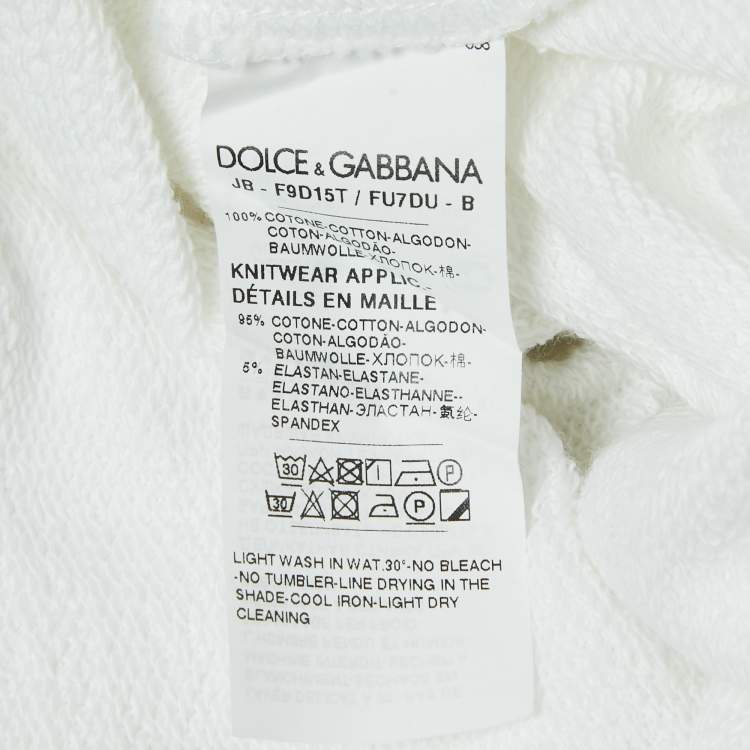 DOLCE & GABBANA
JB - F9D15T / FU7DU - B
100% COTONE-COTTON-ALGODON-
COTON-ALGODÃO-
BAUMWOLLE-ХЛОПОК-棉-
KNITWEAR APPLIC.
DÉTAILS EN MAILLE
95% COTONE-COTTON-ALGODON-
COTON-ALGODÃO-
BAUMWOLLE-ХЛОПОК-棉-
5% ELASTAN-ELASTANE-
ELASTANO-ELASTHANNE--
ELASTHAN-ЭЛАСТАН-氨纶-
SPANDEX
30 P
30 P
LIGHT WASH IN WAT.30°-NO BLEACH
-NO TUMBLER-LINE DRYING IN THE
SHADE-COOL IRON-LIGHT DRY
CLEANING